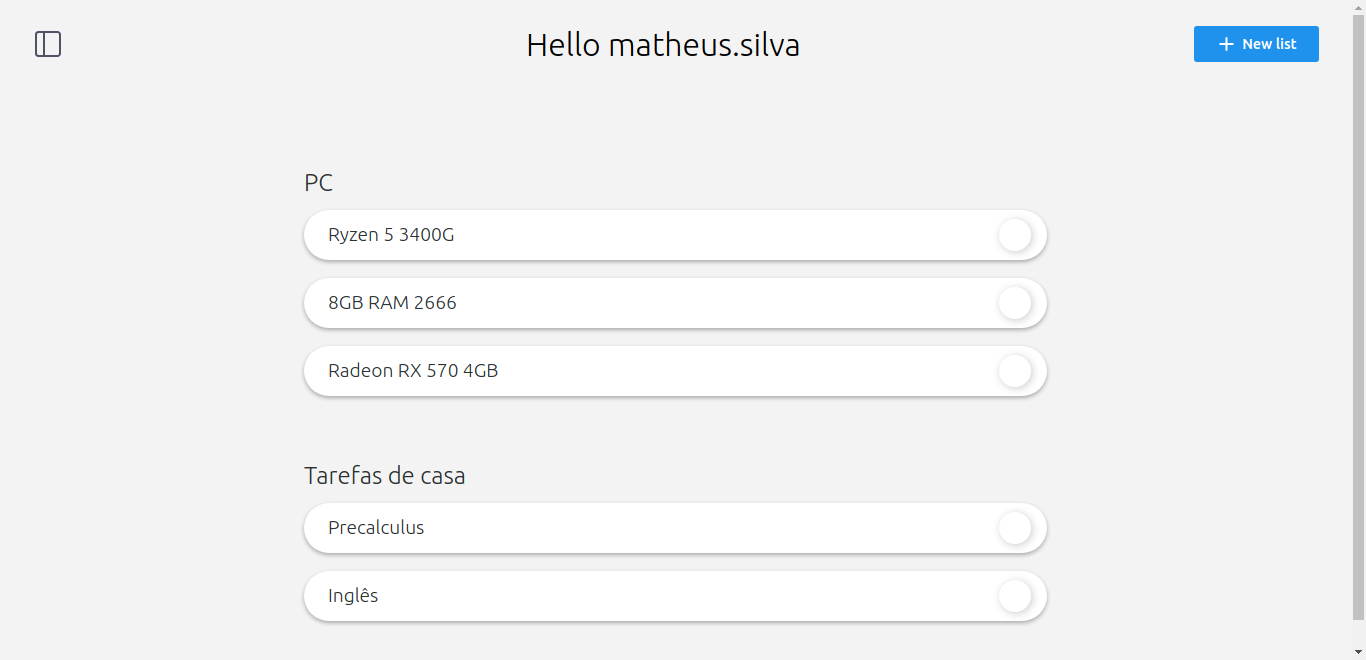 Hello matheus.silva
New list
PC
Ryzen 5 3400G
8GB RAM 2666
Radeon RX 570 4GB
Tarefas de casa
Precalculus
Inglês